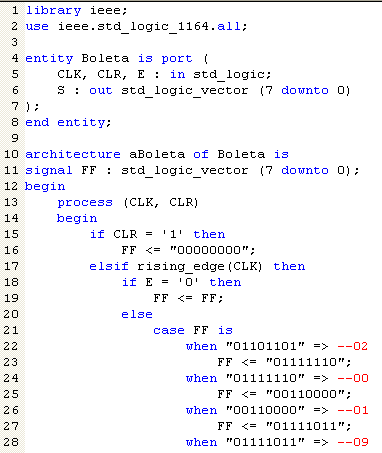 1 library ieee;
2 use ieee.std_logic_1164.all;
3
4 entity Boleta is port (
5     CLK, CLR, E : in std_logic;
6     S : out std_logic_vector (7 downto 0)
7 );
8 end entity;
9
10 architecture aBoleta of Boleta is
11 signal FF : std_logic_vector (7 downto 0);
12 begin
13     process (CLK, CLR)
14     begin
15         if CLR = '1' then
16             FF <= "00000000";
17         elsif rising_edge(CLK) then
18             if E = '0' then
19                 FF <= FF;
20             else
21                 case FF is
22                     when "01101101" => --02
23                         FF <= "01111110";
24                     when "01111110" => --00
25                         FF <= "00110000";
26                     when "00110000" => --01
27                         FF <= "01111011";
28                     when "01111011" => --09